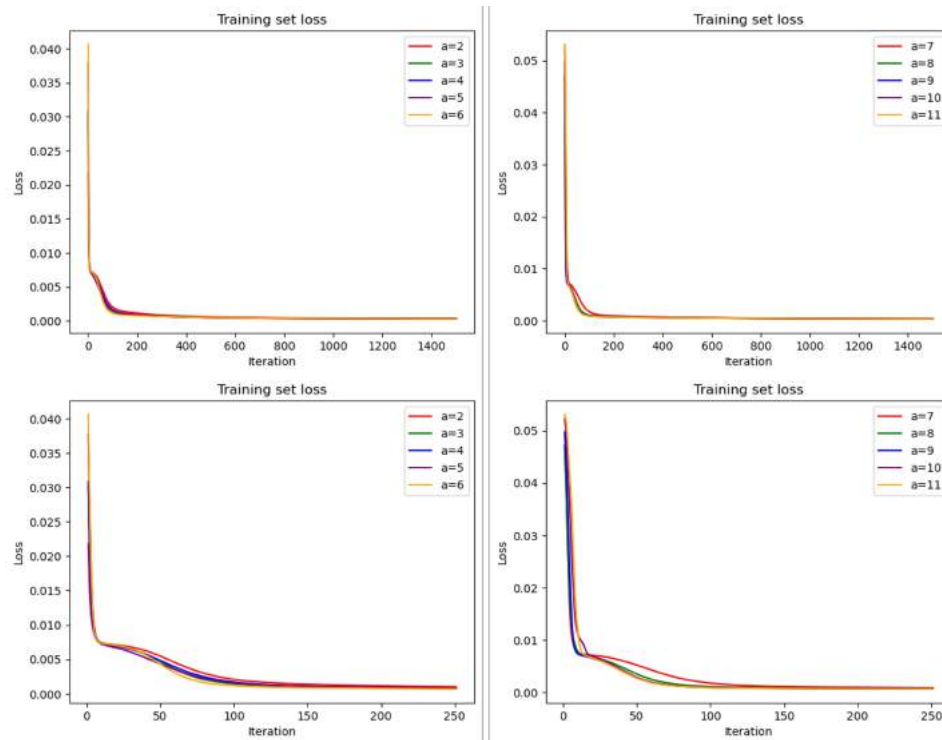 Training set loss
0.040
0.035
0.030
0.025
0.020
0.015
0.010
0.005
0.000
Loss
a=2
a=3
a=4
a=5
a=6
0 200 400 600 800 1000 1200 1400
Iteration
Training set loss
0.05
0.04
0.03
0.02
0.01
0.00
Loss
a=7
a=8
a=9
a=10
a=11
0 200 400 600 800 1000 1200 1400
Iteration
Training set loss
0.040
0.035
0.030
0.025
0.020
0.015
0.010
0.005
0.000
Loss
a=2
a=3
a=4
a=5
a=6
0 50 100 150 200 250
Iteration
Training set loss
0.05
0.04
0.03
0.02
0.01
0.00
Loss
a=7
a=8
a=9
a=10
a=11
0 50 100 150 200 250
Iteration